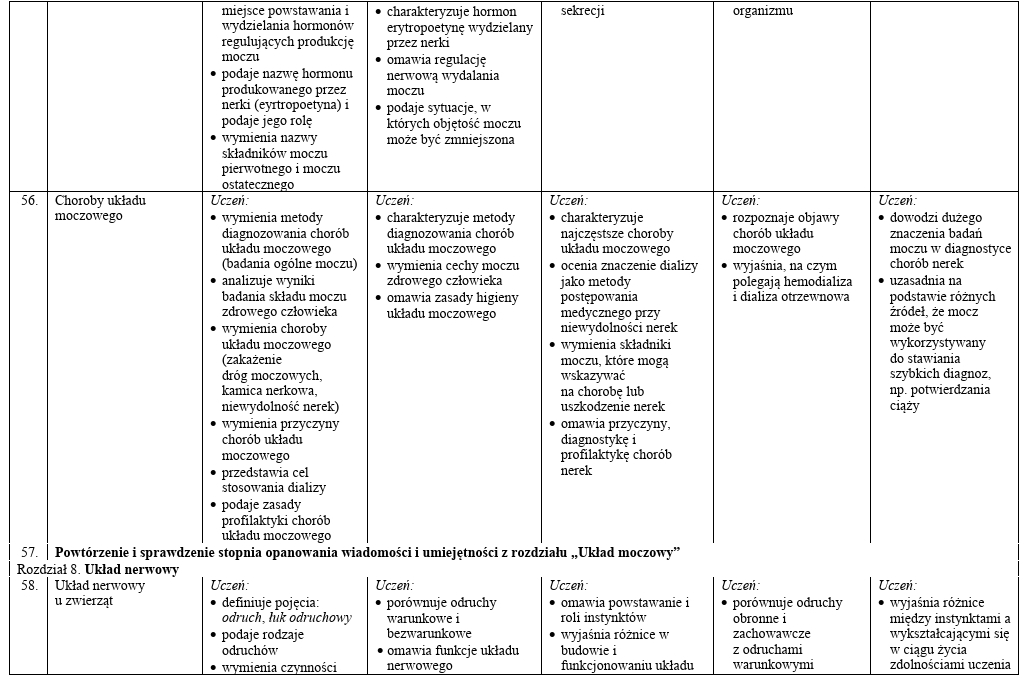 miejsce powstawania i
wydzielania hormonów
regulujących produkcję
moczu
• podaje nazwę hormonu
produkowanego przez
nerki (eyrtropoetyna) i
podaje jego rolę
• wymienia nazwy
składników moczu
pierwotnego i moczu
ostatecznego
• charakteryzuje hormon
erytropoetynę wydzielany
przez nerki
• omawia regulację
nerwową wydalania
moczu
• podaje sytuacje, w
których objętość moczu
może być zmniejszona
sekrecji
organizmu
56.
Choroby układu
moczowego
Uczeń:
• wymienia metody
diagnozowania chorób
układu moczowego
(badania ogólne moczu)
• analizuje wyniki
badania składu moczu
zdrowego człowieka
• wymienia choroby
układu moczowego
(zakażenie
dróg moczowych,
kamica nerkowa,
niewydolność nerek)
• wymienia przyczyny
chorób układu
moczowego
• przedstawia cel
stosowania dializy
• podaje zasady
profilaktyki chorób
układu moczowego
Uczeń:
• charakteryzuje metody
diagnozowania chorób
układu moczowego
• wymienia cechy moczu
zdrowego człowieka
• omawia zasady higieny
układu moczowego
Uczeń:
• charakteryzuje
najczęstsze choroby
układu moczowego
• ocenia znaczenie dializy
jako metody
postępowania
medycznego przy
niewydolności nerek
• wymienia składniki
moczu, które mogą
wskazywać
na chorobę lub
uszkodzenie nerek
• omawia przyczyny,
diagnostykę i
profilaktykę chorób
nerek
Uczeń:
• rozpoznaje objawy
chorób układu
moczowego
• wyjaśnia, na czym
polegają hemodializa
i dializa otrzewnowa
Uczeń:
• dowodzi dużego
znaczenia badań
moczu w diagnostyce
chorób nerek
• uzasadnia na
podstawie różnych
źródeł, że mocz
może być
wykorzystywany
do stawiania
szybkich diagnoz,
np. potwierdzania
ciąży
57. Powtórzenie i sprawdzenie stopnia opanowania wiadomości i umiejętności z rozdziału „Układ moczowy”
Rozdział 8. Układ nerwowy
58.
Układ nerwowy
u zwierząt
Uczeń:
• definiuje pojęcia:
odruch, łuk odruchowy
• podaje rodzaje
odruchów
• wymienia czynności
Uczeń:
• porównuje odruchy
warunkowe i
bezwarunkowe
• omawia funkcje układu
nerwowego
Uczeń:
• omawia powstawanie i
roli instynktów
• wyjaśnia różnice w
budowie i
funkcjonowaniu układu
Uczeń:
• porównuje odruchy
obronne i
zachowawcze
z odruchami
warunkowymi
Uczeń:
• wyjaśnia różnice
między instynktami a
wykształcającymi się
w ciągu życia
zdolnościami uczenia